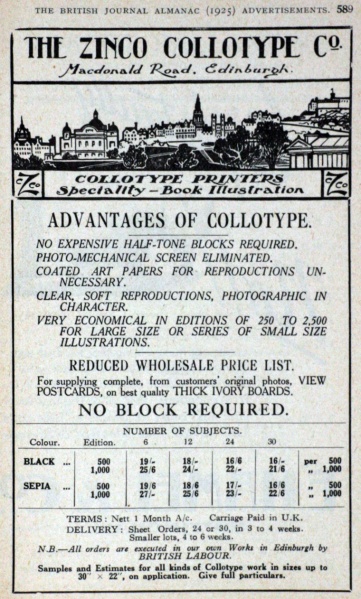 THE BRITISH JOURNAL ALMANAC (1925) ADVERTISEMENTS. 589
THE ZINCO COLLOTYPE Co.
Macdonald Road, Edinburgh.
COLLOTYPE PRINTERS
Speciality – Book Illustration
ADVANTAGES OF COLLOTYPE.
NO EXPENSIVE HALF-TONE BLOCKS REQUIRED.
PHOTO-MECHANICAL SCREEN ELIMINATED.
COATED ART PAPERS FOR REPRODUCTIONS UN-
NECESSARY.
CLEAR, SOFT REPRODUCTIONS, PHOTOGRAPHIC IN
CHARACTER.
VERY ECONOMICAL IN EDITIONS OF 250 TO 2,500
FOR LARGE SIZE OR SERIES OF SMALL SIZE
ILLUSTRATIONS.
REDUCED WHOLESALE PRICE LIST.
For supplying complete, from customers' original photos, VIEW
POSTCARDS, on best quality THICK IVORY BOARDS.
NO BLOCK REQUIRED.
NUMBER OF SUBJECTS.
Colour. Edition. 6 12 24 30
BLACK ... 500 19/- 18/- 16/6 16/- per 500
1,000 25/6 24/- 22/- 21/6 „ 1,000
SEPIA ... 500 19/6 18/6 17/- 16/6 „ 500
1,000 27/- 25/6 23/- 22/6 „ 1,000
TERMS: Nett 1 Month A/c. Carriage Paid in U.K.
DELIVERY: Sheet Orders, 24 or 30, in 3 to 4 weeks.
Smaller lots, 4 to 6 weeks.
N.B.—All orders are executed in our own Works in Edinburgh by
BRITISH LABOUR.
Samples and Estimates for all kinds of Collotype work in sizes up to
30" × 22", on application. Give full particulars.